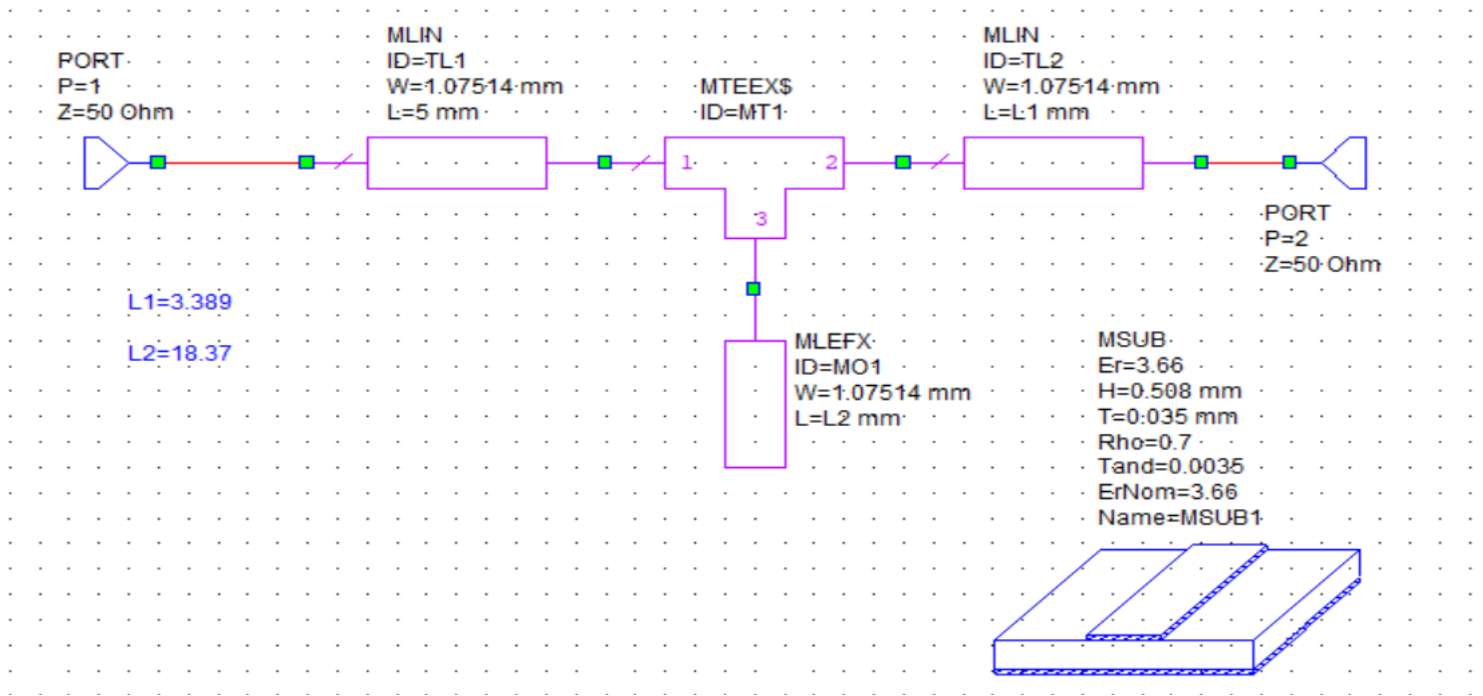 PORT
P=1
Z=50 Ohm
MLIN
ID=TL1
W=1.07514 mm
L=5 mm
MTEEX$
ID=MT1
1
2
3
MLIN
ID=TL2
W=1.07514 mm
L=L1 mm
PORT
P=2
Z=50 Ohm
L1=3.389
L2=18.37
MLEFX
ID=MO1
W=1.07514 mm
L=L2 mm
MSUB
Er=3.66
H=0.508 mm
T=0.035 mm
Rho=0.7
Tand=0.0035
ErNom=3.66
Name=MSUB1